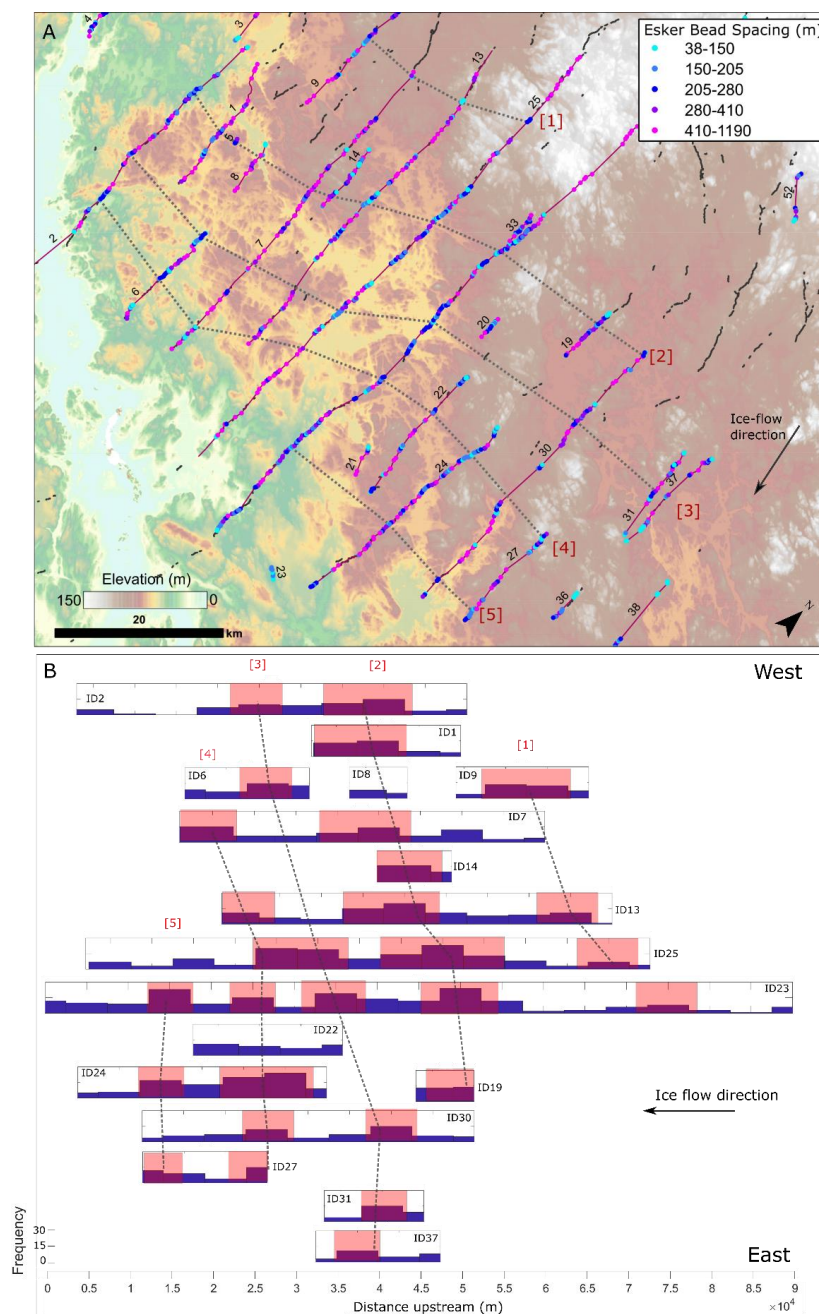 A
Esker Bead Spacing (m)
38-150
150-205
205-280
280-410
410-1190
4
3
9
13
25
[1]
1
5
8
14
52
2
7
33
6
20
19
[2]
22
Ice-flow
direction
21
24
30
31
37
[3]
23
27
[4]
36
38
[5]
Elevation (m)
150
0
20
km
N
B
West
[3]
[2]
ID2
ID1
[4]
[1]
ID6
ID8
ID9
ID7
ID14
ID13
[5]
ID25
ID23
ID22
ID24
ID19
Ice flow direction
ID30
ID27
ID31
ID37
Frequency
30
15
0
East
0
0.5
1
1.5
2
2.5
3
3.5
4
4.5
5
5.5
6
6.5
7
7.5
8
8.5
9
Distance upstream (m)
×10⁴